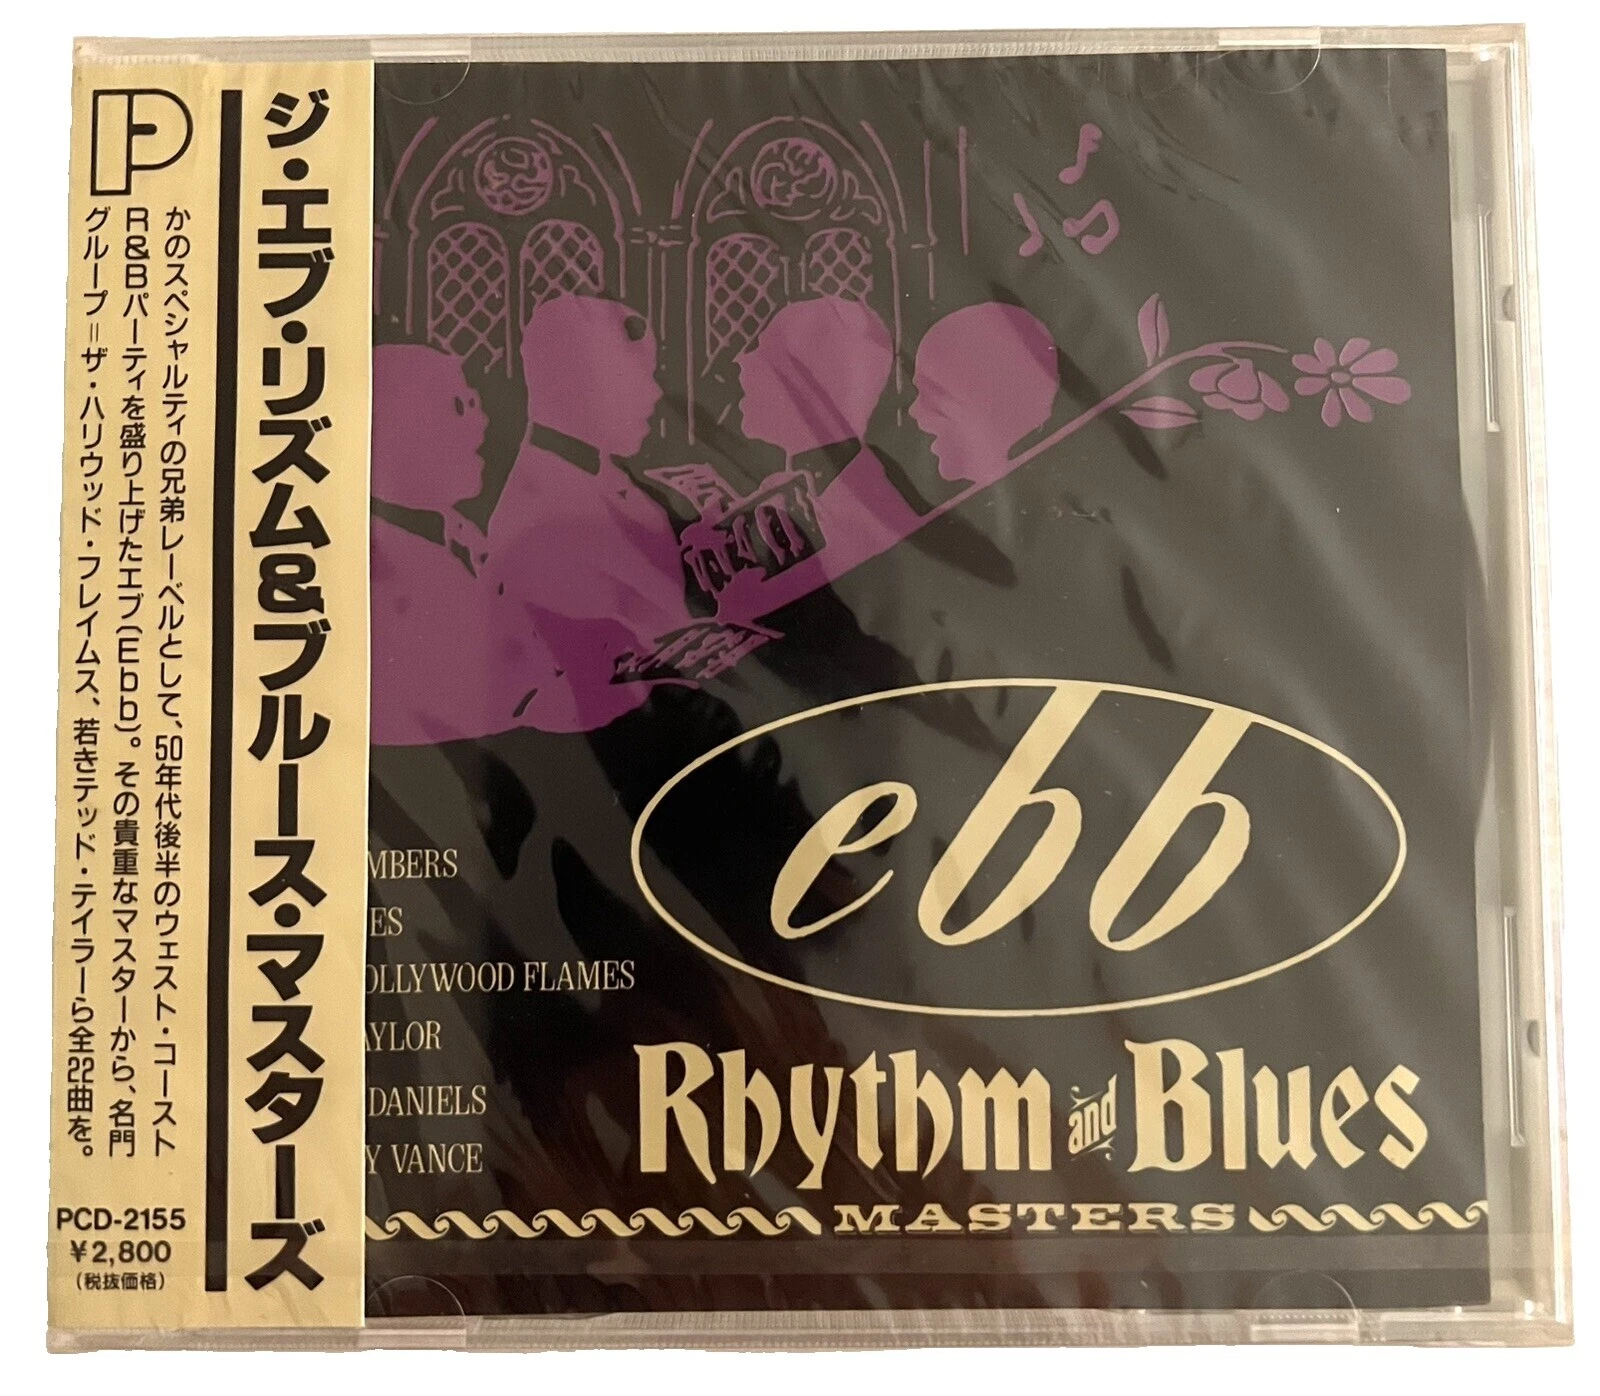 ジ・エブ・リズム&ブルース・マスターズ
かのスペシャルティの兄弟レーベルとして、50年代後半のウェスト・コースト
R&Bパーティを盛り上げたエブ(Ebb)。その貴重なマスターから、名門
グループ=ザ・ハリウッド・フレイムス、若きテッド・テイラーら全22曲を。
PCD-2155
¥2,800
(税抜価格)
MBERS
ES
OLLYWOOD FLAMES
AYLOR
DANIELS
Y VANCE
ebb
Rhythm and Blues
MASTERS